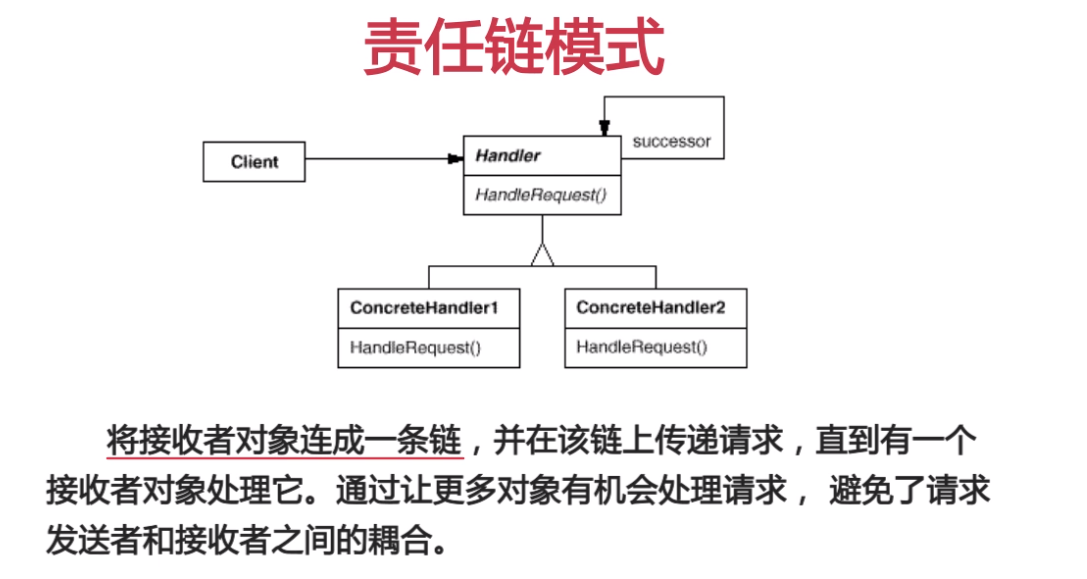 责任链模式
successor
Client
Handler
HandleRequest()
ConcreteHandler1
HandleRequest()
ConcreteHandler2
HandleRequest()
将接收者对象连成一条链，并在该链上传递请求，直到有一个
接收者对象处理它。通过让更多对象有机会处理请求， 避免了请求
发送者和接收者之间的耦合。